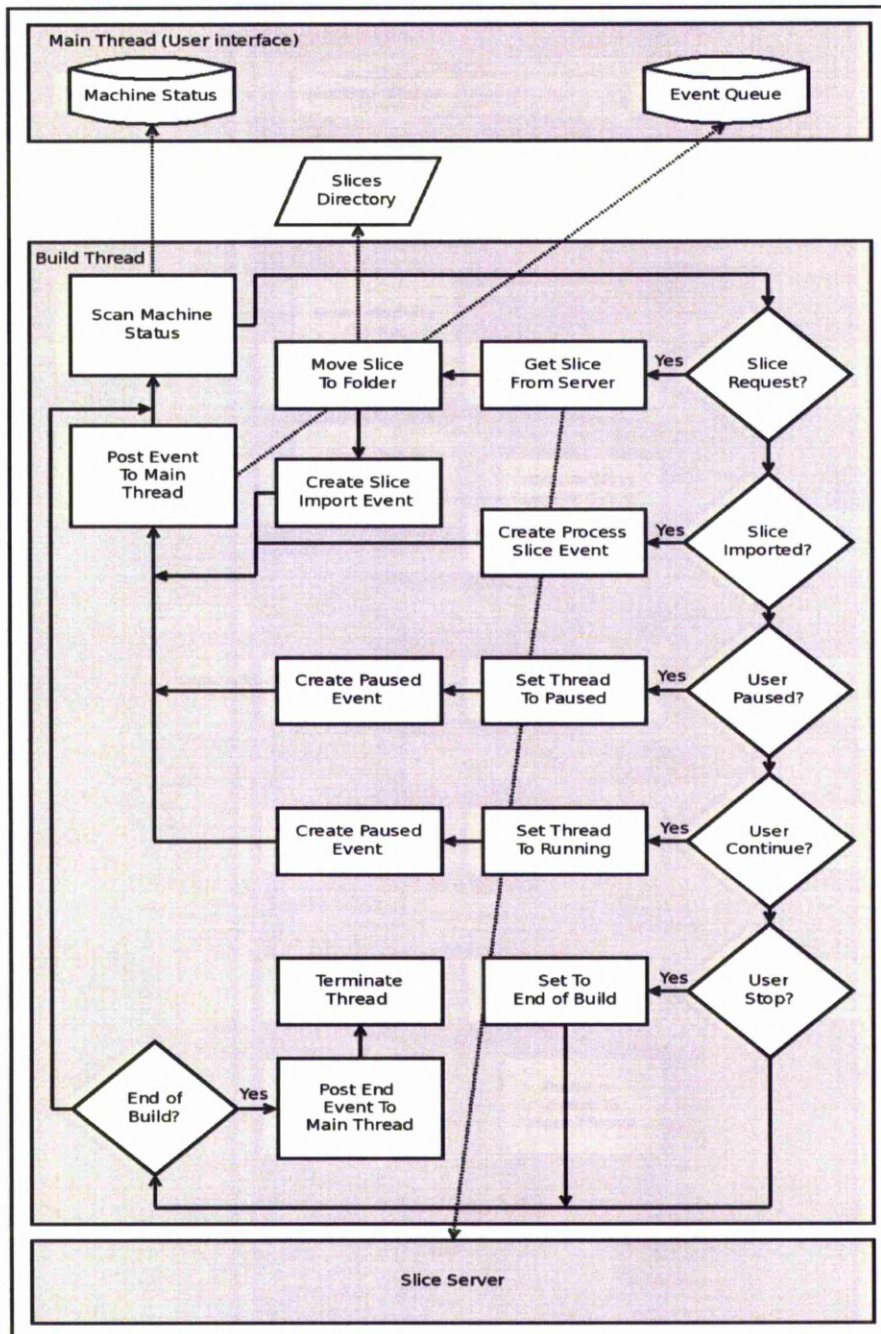 Main Thread (User interface)
Machine Status
Event Queue
Slices
Directory
Build Thread
Scan Machine
Status
Move Slice
To Folder
Get Slice
From Server
Yes
Slice
Request?
Post Event
To Main
Thread
Create Slice
Import Event
Create Process
Slice Event
Yes
Slice
Imported?
Create Paused
Event
Set Thread
To Paused
Yes
User
Paused?
Create Paused
Event
Set Thread
To Running
Yes
User
Continue?
Terminate
Thread
Set To
End of Build
Yes
User
Stop?
End of
Build?
Yes
Post End
Event To
Main Thread
Slice Server